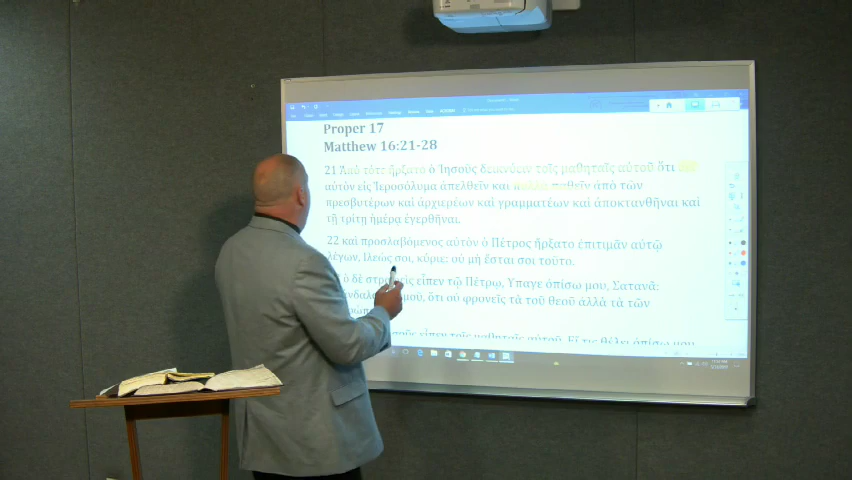 Proper 17
Matthew 16:21-28
21 Ἀπὸ τότε ἤρξατο ὁ Ἰησοῦς δεικνύειν τοῖς μαθηταῖς αὐτοῦ ὅτι
αὐτὸν εἰς Ἱεροσόλυμα ἀπελθεῖν καὶ πολλὰ παθεῖν ἀπὸ τῶν
πρεσβυτέρων καὶ ἀρχιερέων καὶ γραμματέων καὶ ἀποκτανθῆναι καὶ
τῇ τρίτῃ ἡμέρᾳ ἐγερθῆναι.
22 καὶ προσλαβόμενος αὐτὸν ὁ Πέτρος ἤρξατο ἐπιτιμᾶν αὐτῷ
λέγων, Ἵλεώς σοι, κύριε: οὐ μὴ ἔσται σοι τοῦτο.
ὁ δὲ εἶπεν τῷ Πέτρῳ, Ὕπαγε ὀπίσω μου, Σατανᾶ:
ὅτι οὐ φρονεῖς τὰ τοῦ θεοῦ ἀλλὰ τὰ τῶν
εἶπεν τοῖς μαθηταῖς αὐτοῦ, Εἴ τις θέλει ὀπίσω μου